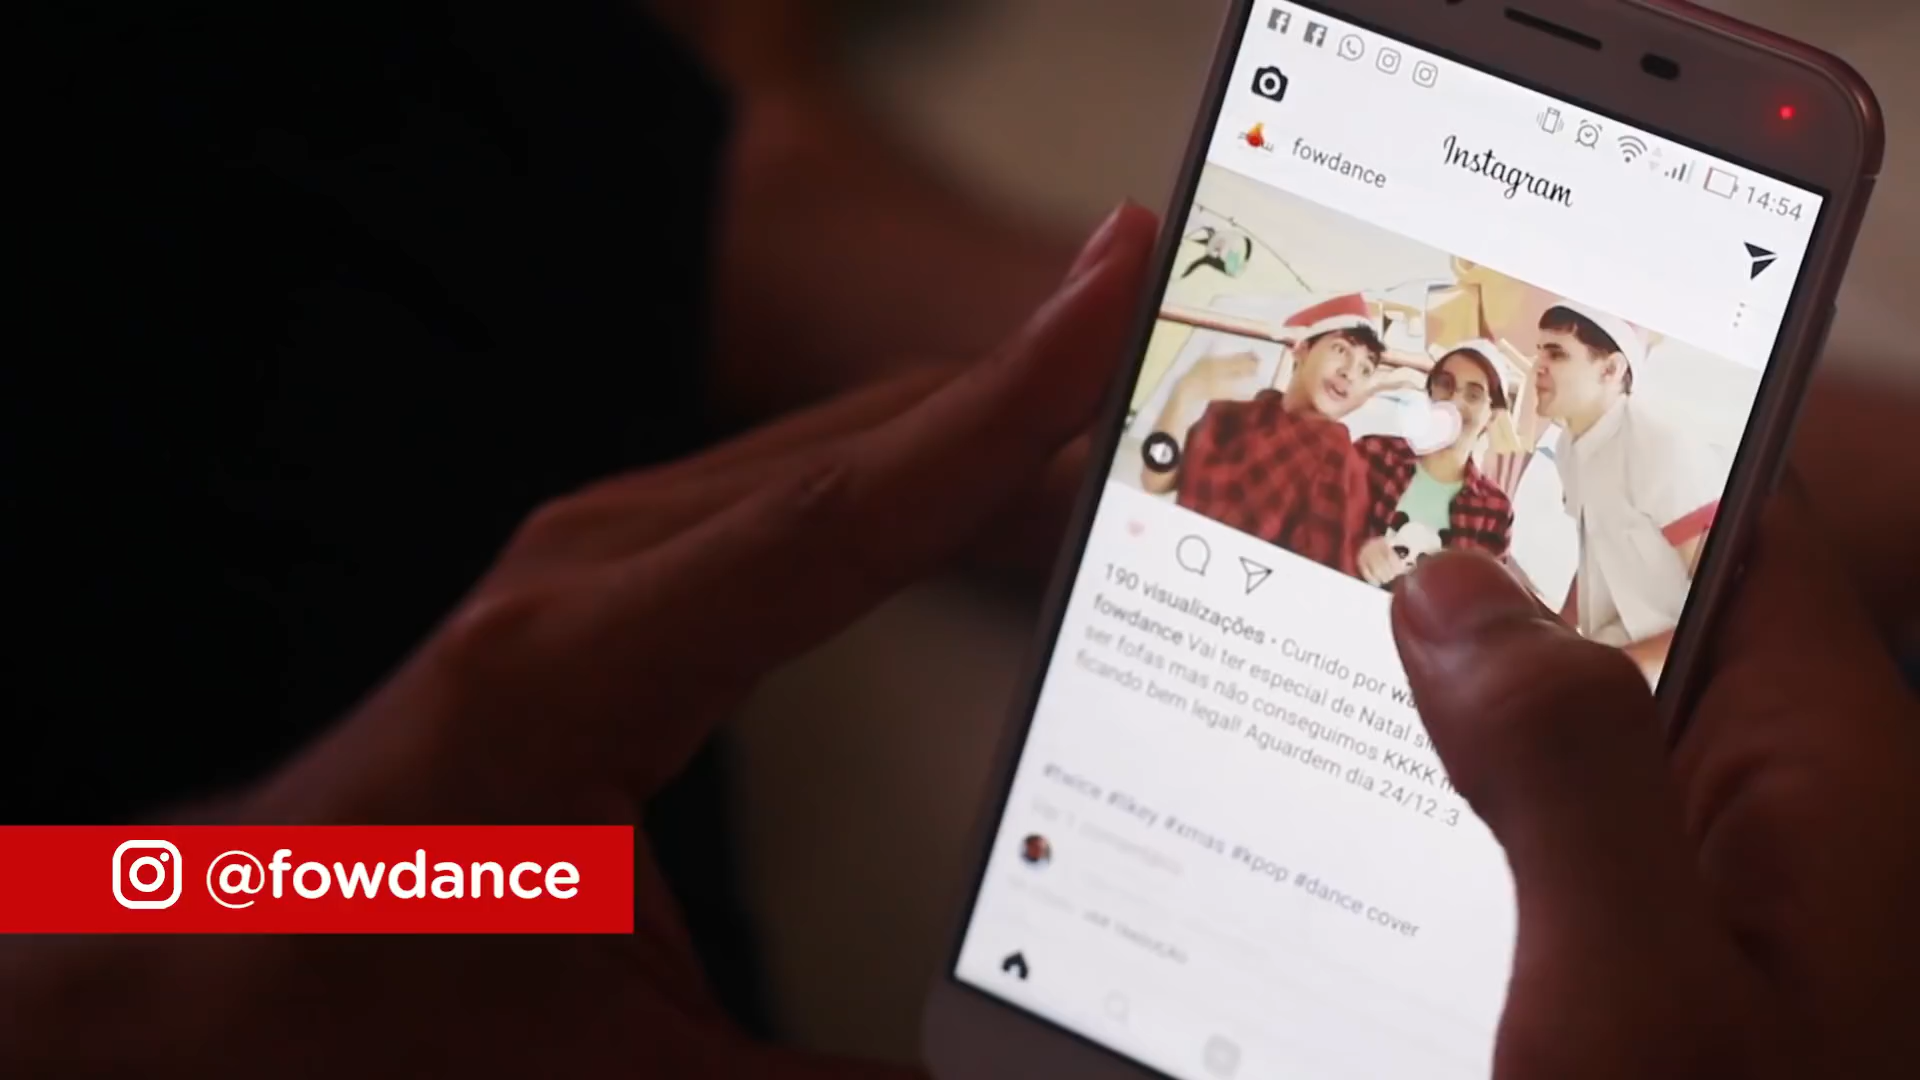 14:54
Instagram
fowdance
190 visualizações • Curtido por
fowdance Vai ter especial de Natal
ser fofas mas não conseguimos KKKK
ficando bem legal! Aguardem dia 24/12 :3
#twice #likey #xmas #kpop #dance cover
@fowdance